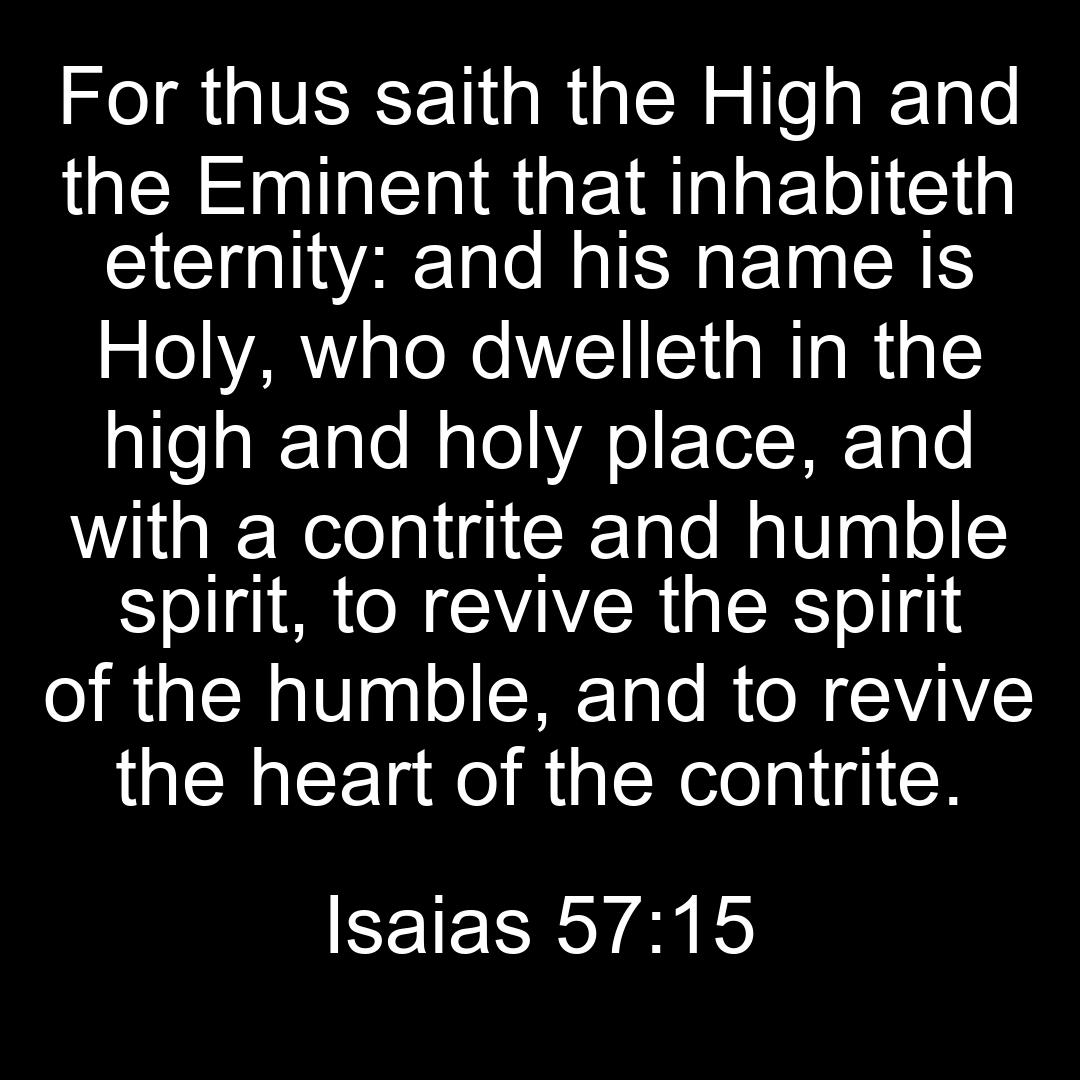 For thus saith the High and
the Eminent that inhabiteth
eternity: and his name is
Holy, who dwelleth in the
high and holy place, and
with a contrite and humble
spirit, to revive the spirit
of the humble, and to revive
the heart of the contrite.
Isaias 57:15